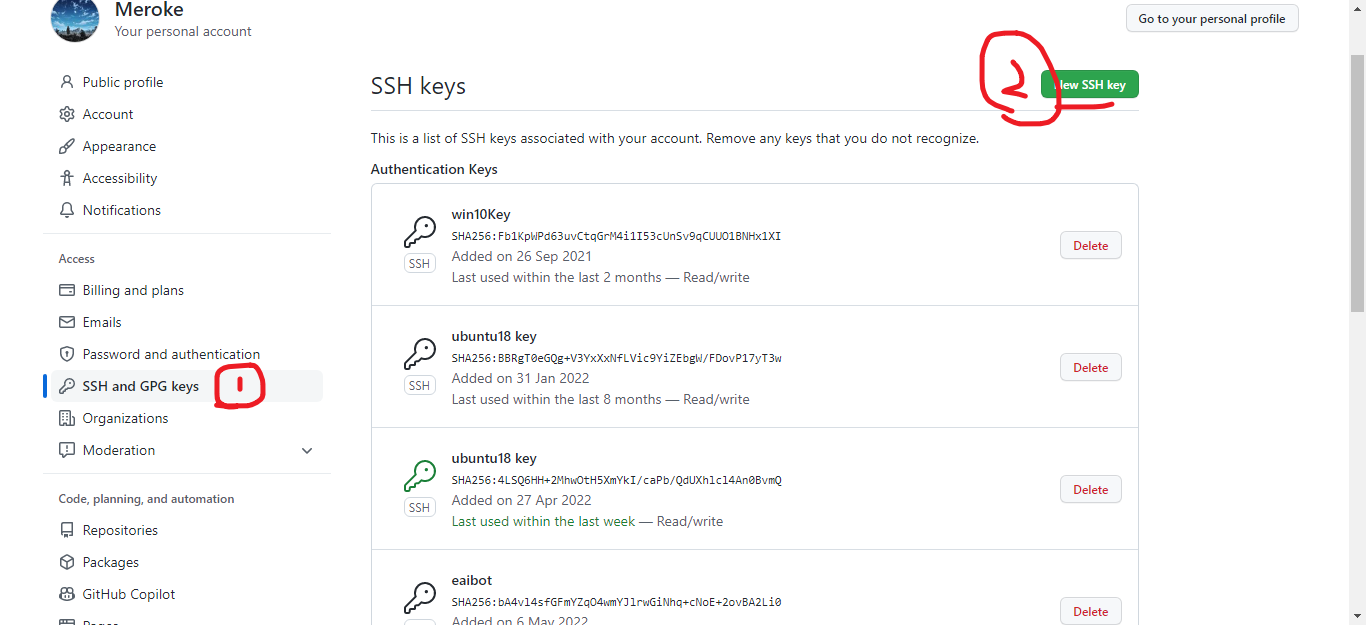 Meroke
Your personal account
Go to your personal profile
Public profile
Account
Appearance
Accessibility
Notifications
Access
Billing and plans
Emails
Password and authentication
SSH and GPG keys
1
Organizations
Moderation
Code, planning, and automation
Repositories
Packages
GitHub Copilot
SSH keys
2
New SSH key
This is a list of SSH keys associated with your account. Remove any keys that you do not recognize.
Authentication Keys
win10Key
SHA256:Fb1KpWPd63uvCtqGrM4i1I53cUnSv9qCUUO1BNHx1XI
Added on 26 Sep 2021
Last used within the last 2 months — Read/write
SSH
Delete
ubuntu18 key
SHA256:BBRgT0eGQg+V3YxXxNfLVic9YiZEbgW/FDovP17yT3w
Added on 31 Jan 2022
Last used within the last 8 months — Read/write
SSH
Delete
ubuntu18 key
SHA256:4LSQ6HH+2MhwOtH5XmYkI/caPb/QdUXhlcl4An0BvmQ
Added on 27 Apr 2022
Last used within the last week — Read/write
SSH
Delete
eaibot
SHA256:bA4vl4sfGFmYZqO4wmYJlrwGiNhq+cNoE+2ovBA2Li0
Added on 6 May 2022
Delete